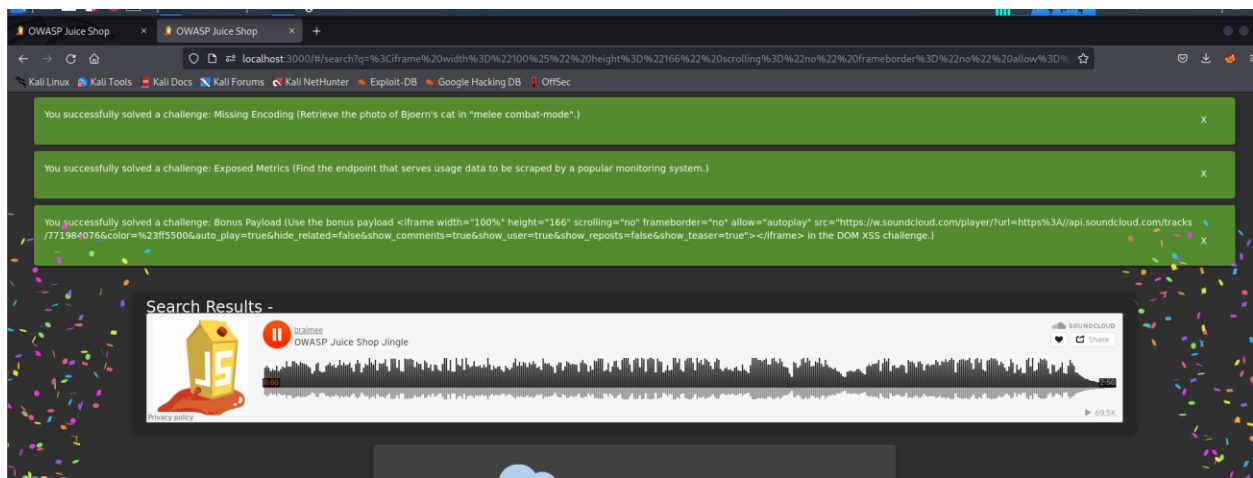 OWASP Juice Shop × OWASP Juice Shop × +
localhost:3000/#/search?q=%3Ciframe%20width%3D%22100%25%22%20height%3D%22166%22%20scrolling%3D%22no%22%20frameborder%3D%22no%22%20allow%3D%
Kali Linux Kali Tools Kali Docs Kali Forums Kali NetHunter Exploit-DB Google Hacking DB OffSec
You successfully solved a challenge: Missing Encoding (Retrieve the photo of Bjoern's cat in "melee combat-mode".) X
You successfully solved a challenge: Exposed Metrics (Find the endpoint that serves usage data to be scraped by a popular monitoring system.) X
You successfully solved a challenge: Bonus Payload (Use the bonus payload <iframe width="100%" height="166" scrolling="no" frameborder="no" allow="autoplay" src="https://w.soundcloud.com/player/?url=https%3A//api.soundcloud.com/tracks
/771984076&color=%23ff5500&auto_play=true&hide_related=false&show_comments=true&show_user=true&show_reposts=false&show_teaser=true"></iframe> in the DOM XSS challenge.) X
Search Results -
braimee
OWASP Juice Shop Jingle
SOUNDCLOUD
Share
JS
0:00
2:50
Privacy policy
69.5K